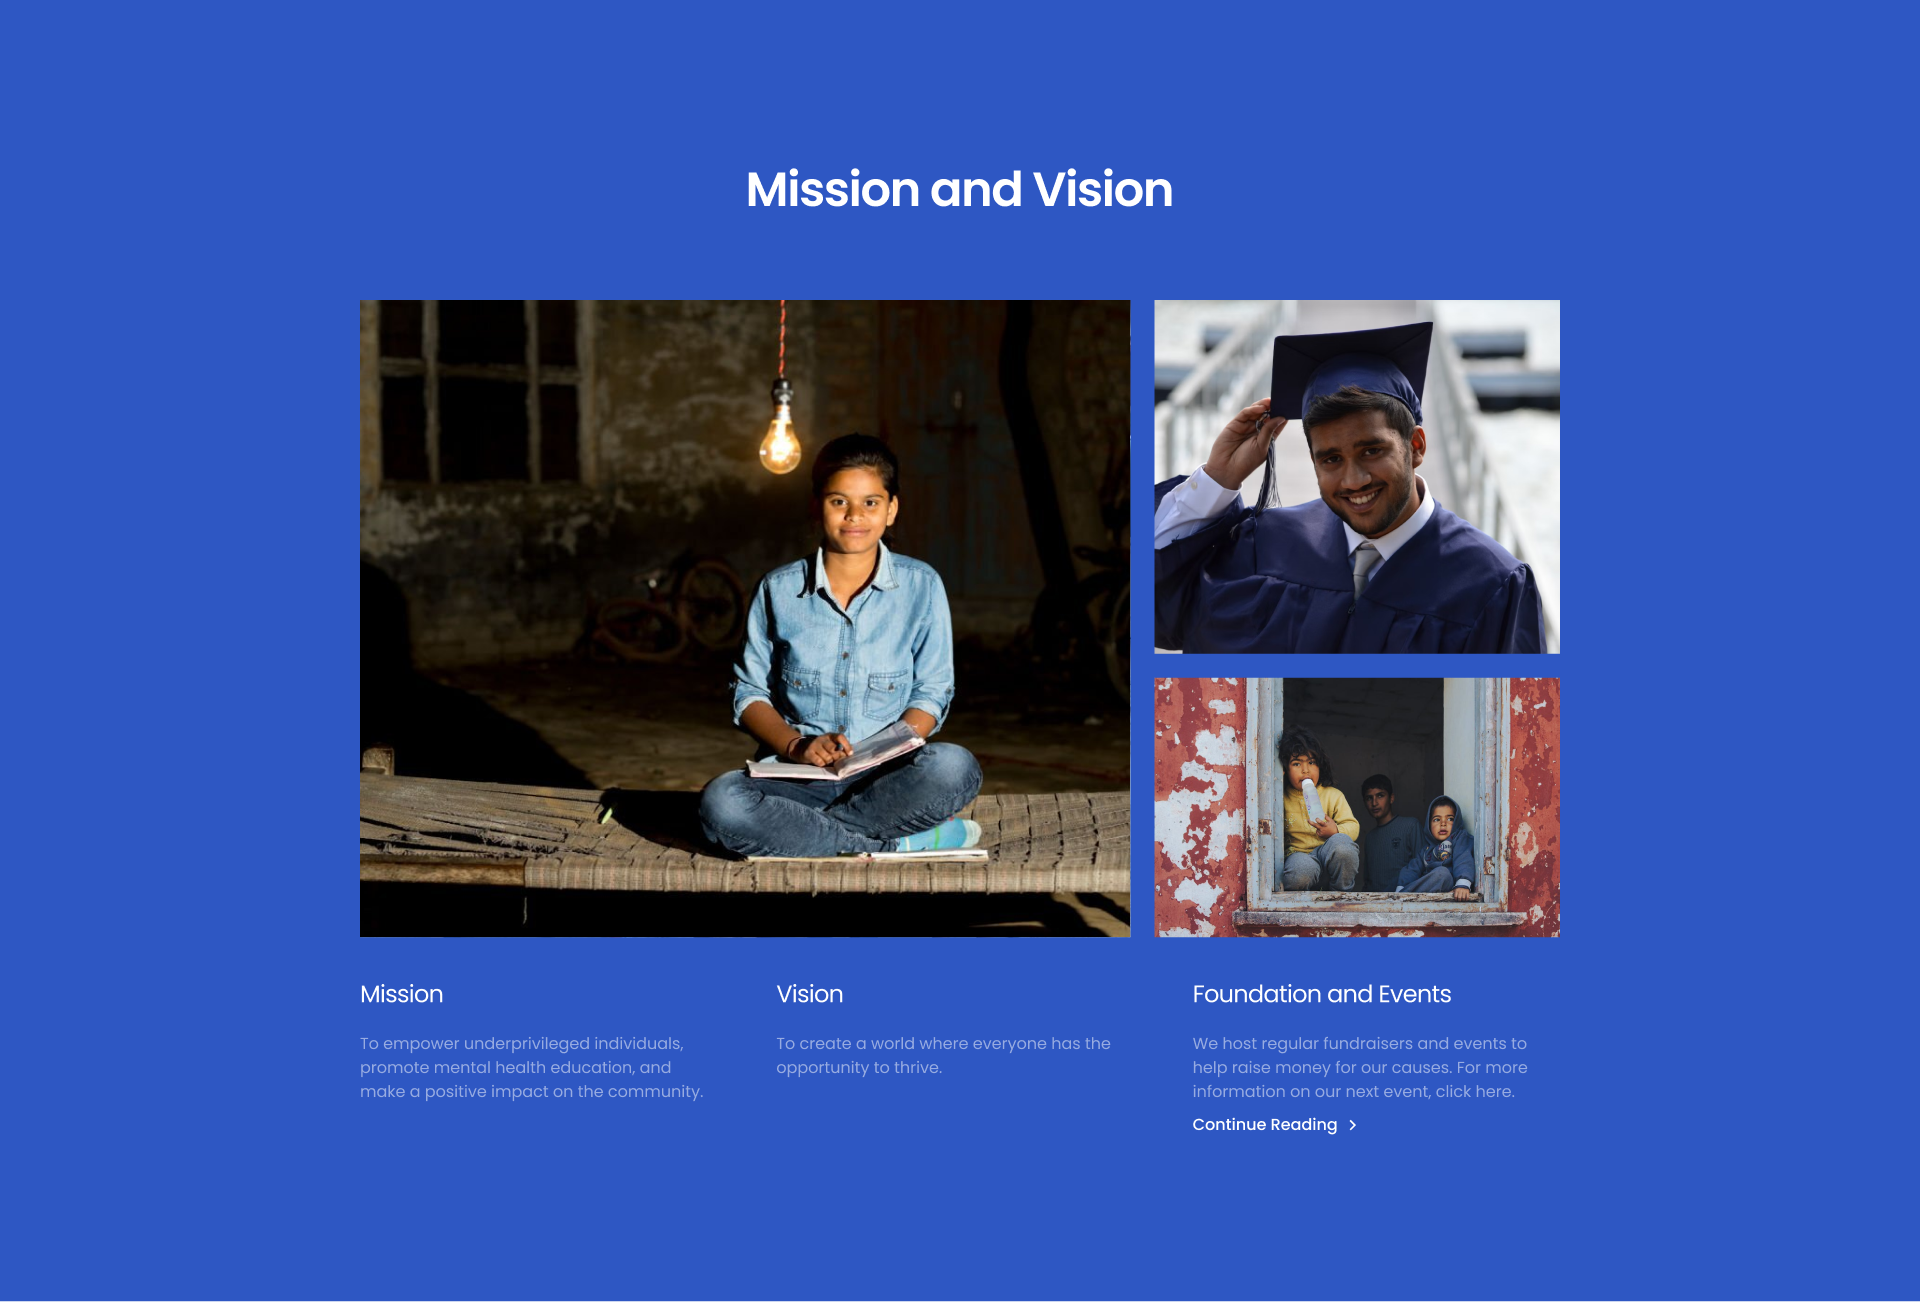 Mission and Vision
Mission
To empower underprivileged individuals,
promote mental health education, and
make a positive impact on the community.
Vision
To create a world where everyone has the
opportunity to thrive.
Foundation and Events
We host regular fundraisers and events to
help raise money for our causes. For more
information on our next event, click here.
Continue Reading